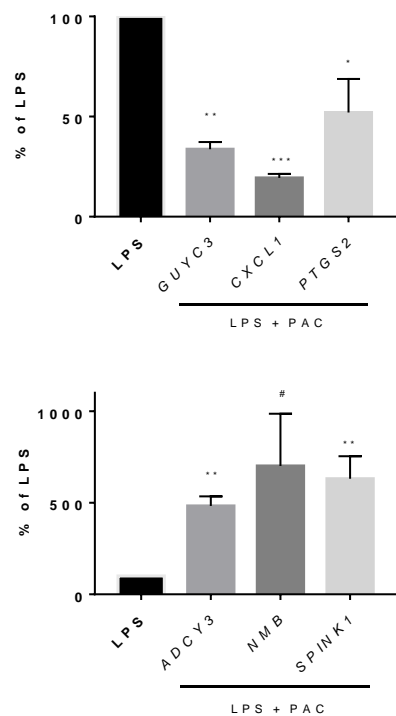 100
50
0
% of LPS
**
***
*
LPS
GUYC3
CXCL1
PTGS2
LPS + PAC
1000
500
0
% of LPS
**
#
**
LPS
ADCY3
NMB
SPINK1
LPS + PAC